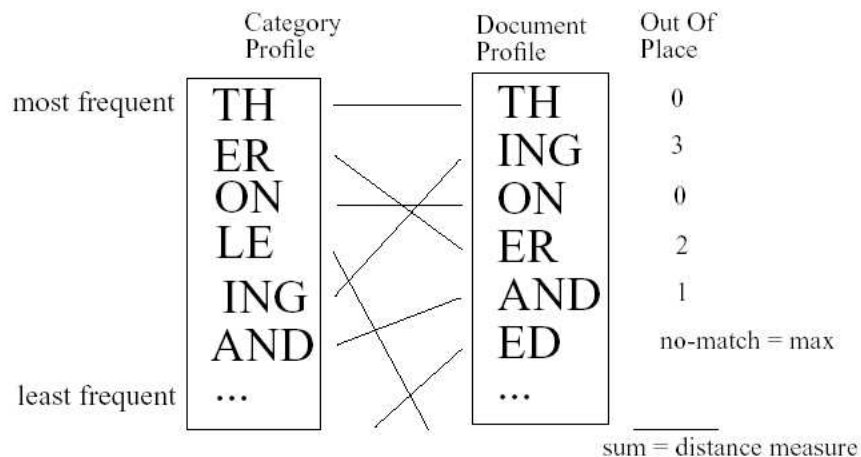 Category
Profile
Document
Profile
Out Of
Place
most frequent
TH
TH
0
ER
ING
3
ON
ON
0
LE
ER
2
ING
AND
1
AND
ED
no-match = max
least frequent
...
...
sum = distance measure